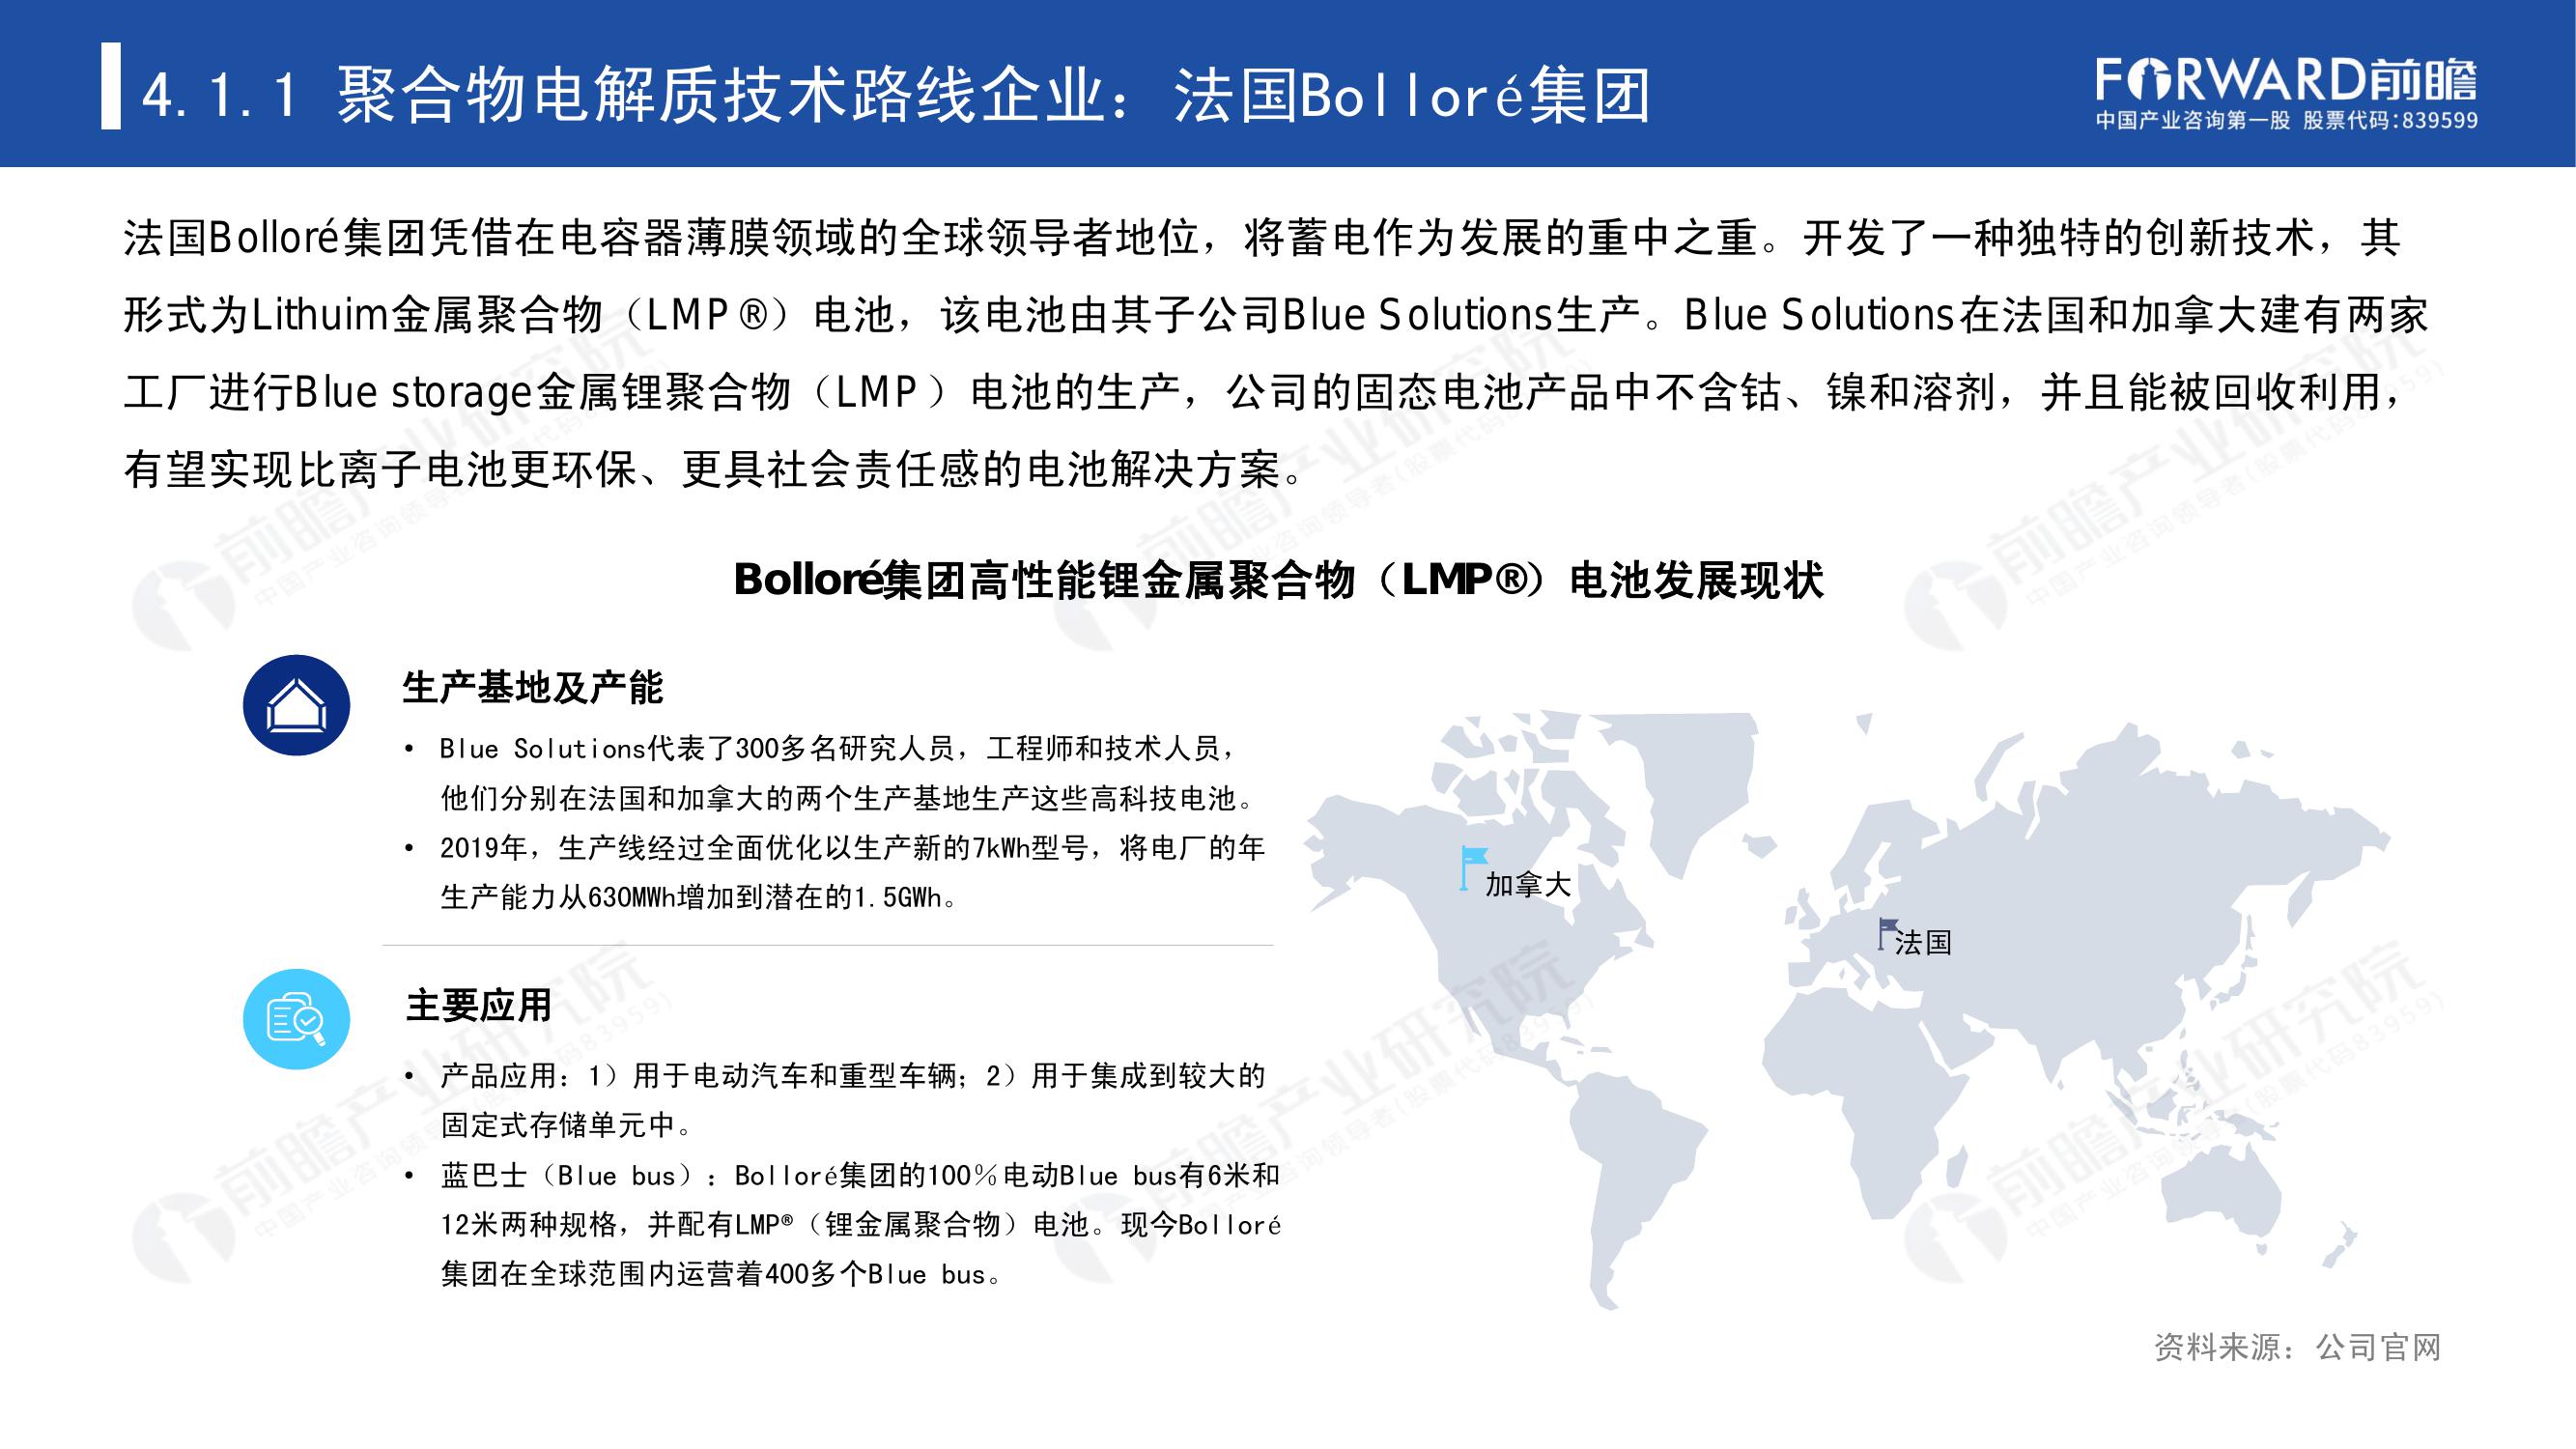 4.1.1 聚合物电解质技术路线企业：法国Bolloré集团
FORWARD前瞻
中国产业咨询第一股 股票代码:839599
法国Bolloré集团凭借在电容器薄膜领域的全球领导者地位，将蓄电作为发展的重中之重。开发了一种独特的创新技术，其
形式为Lithuim金属聚合物（LMP®）电池，该电池由其子公司Blue Solutions生产。Blue Solutions在法国和加拿大建有两家
工厂进行Blue storage金属锂聚合物（LMP）电池的生产，公司的固态电池产品中不含钴、镍和溶剂，并且能被回收利用，
有望实现比离子电池更环保、更具社会责任感的电池解决方案。
Bolloré集团高性能锂金属聚合物（LMP®）电池发展现状
生产基地及产能
• Blue Solutions代表了300多名研究人员，工程师和技术人员，
他们分别在法国和加拿大的两个生产基地生产这些高科技电池。
• 2019年，生产线经过全面优化以生产新的7kWh型号，将电厂的年
生产能力从630MWh增加到潜在的1.5GWh。
主要应用
• 产品应用：1）用于电动汽车和重型车辆；2）用于集成到较大的
固定式存储单元中。
• 蓝巴士（Blue bus）：Bolloré集团的100%电动Blue bus有6米和
12米两种规格，并配有LMP®（锂金属聚合物）电池。现今Bolloré
集团在全球范围内运营着400多个Blue bus。
加拿大
法国
资料来源：公司官网
前瞻产业研究院
中国产业咨询领导者(股票代码83959)